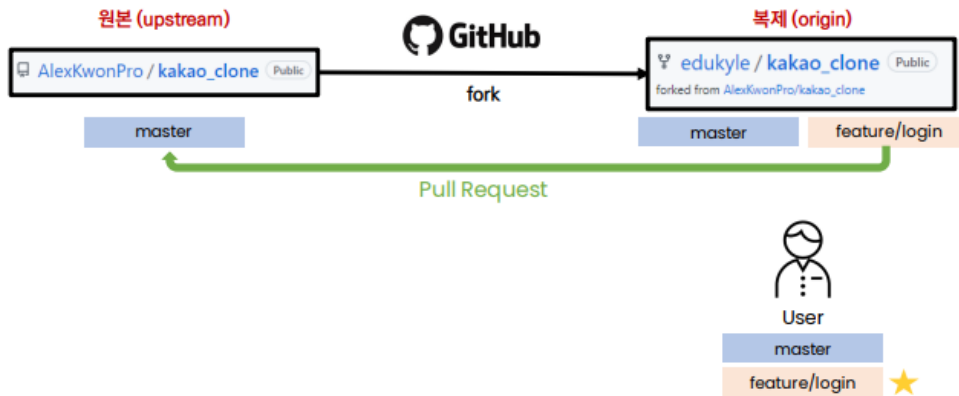 원본 (upstream)
GitHub
복제 (origin)
AlexKwonPro / kakao_clone Public
fork
edukyle / kakao_clone Public
forked from AlexKwonPro/kakao_clone
master
master
feature/login
Pull Request
User
master
feature/login